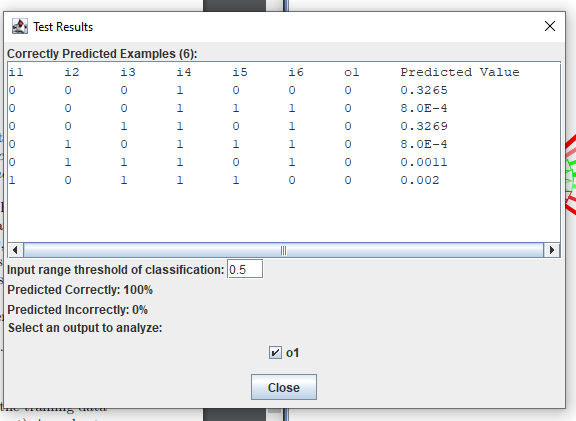 Test Results
Correctly Predicted Examples (6):
i1 i2 i3 i4 i5 i6 o1 Predicted Value
0 0 0 1 0 0 0 0.3265
0 0 0 1 1 1 0 8.0E-4
0 0 1 1 0 1 0 0.3269
0 1 0 1 1 1 0 8.0E-4
0 1 1 1 0 1 0 0.0011
1 0 1 1 1 0 0 0.002
Input range threshold of classification: 0.5
Predicted Correctly: 100%
Predicted Incorrectly: 0%
Select an output to analyze:
o1
Close
the training data